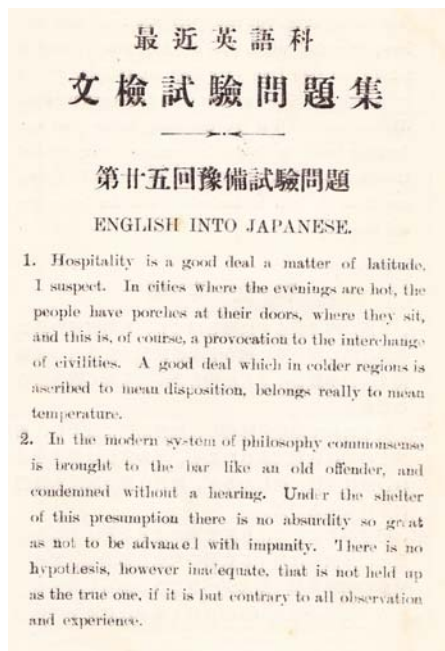 最近英語科
文檢試驗問題集
第廿五回豫備試驗問題
ENGLISH INTO JAPANESE.
1. Hospitality is a good deal a matter of latitude,
I suspect. In cities where the evenings are hot, the
people have porches at their doors, where they sit,
and this is, of course, a provocation to the interchange
of civilities. A good deal which in colder regions is
ascribed to mean disposition, belongs really to mean
temperature.
2. In the modern system of philosophy commonsense
is brought to the bar like an old offender, and
condemned without a hearing. Under the shelter
of this presumption there is no absurdity so great
as not to be advanced with impunity. There is no
hypothesis, however inadequate, that is not held up
as the true one, if it is but contrary to all observation
and experience.